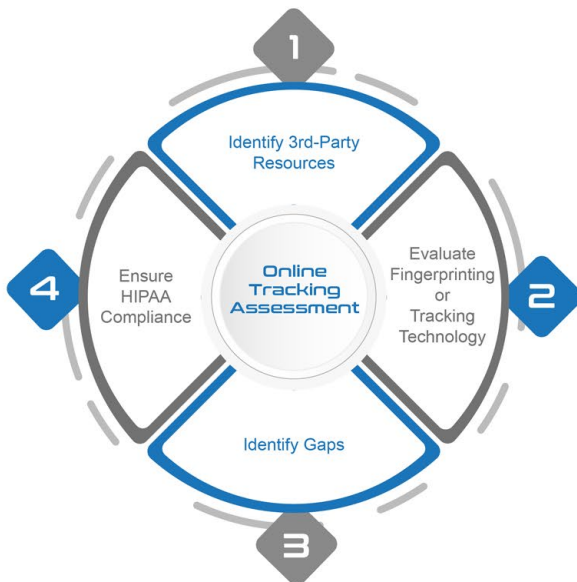 1
Identify 3rd-Party
Resources
2
Evaluate
Fingerprinting
or
Tracking
Technology
3
Identify Gaps
4
Ensure
HIPAA
Compliance
Online
Tracking
Assessment